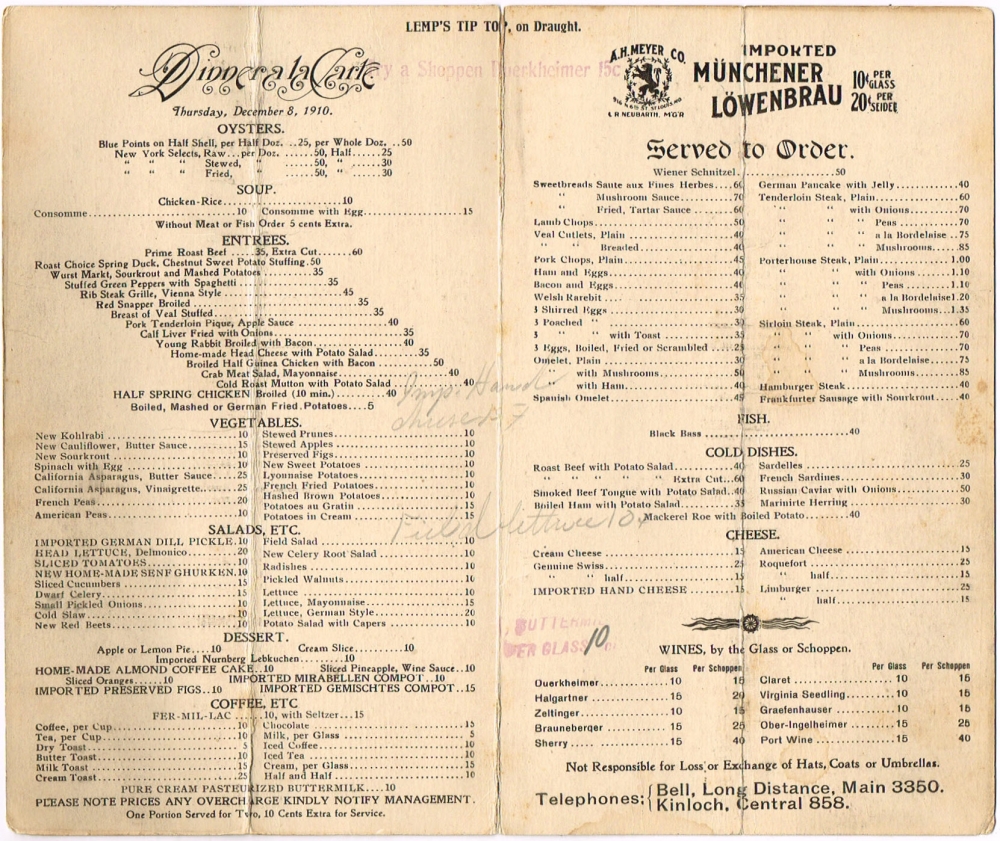 LEMP'S TIP TOP, on Draught.
Dinner a la Carte
Thursday, December 8, 1910.
OYSTERS.
Blue Points on Half Shell, per Half Doz. ..25, per Whole Doz. ..50
New York Selects, Raw...per Doz. ......50, Half.....25
" " " Stewed, " ......50, " .....30
" " " Fried, " ......50, " .....30
SOUP.
Chicken-Rice.....................10
Consomme..........................10 Consomme with Egg..................15
Without Meat or Fish Order 5 cents Extra.
ENTREES.
Prime Roast Beef .....35, Extra Cut.......60
Roast Choice Spring Duck, Chestnut Sweet Potato Stuffing.50
Wurst Markt, Sourkrout and Mashed Potatoes..........35
Stuffed Green Peppers with Spaghetti..................35
Rib Steak Grille, Vienna Style........................45
Red Snapper Broiled.............................35
Breast of Veal Stuffed............................35
Pork Tenderloin Pique, Apple Sauce..................40
Calf Liver Fried with Onions........................35
Young Rabbit Broiled with Bacon.................40
Home-made Head Cheese with Potato Salad.........35
Broiled Half Guinea Chicken with Bacon..............50
Crab Meat Salad, Mayonnaise...................40
Cold Roast Mutton with Potato Salad............40
HALF SPRING CHICKEN Broiled (10 min.).......40
Boiled, Mashed or German Fried Potatoes....5
VEGETABLES.
New Kohlrabi.......................10
New Cauliflower, Butter Sauce......15
New Sourkrout......................10
Spinach with Egg...................10
California Asparagus, Butter Sauce....25
California Asparagus, Vinaigrette....25
French Peas........................20
American Peas......................10
Stewed Prunes......................10
Stewed Apples......................10
Preserved Figs.....................10
New Sweet Potatoes.................10
Lyonnaise Potatoes.................10
French Fried Potatoes..............10
Hashed Brown Potatoes..............10
Potatoes au Gratin.................10
Potatoes in Cream..................10
SALADS, ETC.
IMPORTED GERMAN DILL PICKLE.10
HEAD LETTUCE, Delmonico.........20
SLICED TOMATOES.................10
NEW HOME-MADE SENF GHURKEN.10
Sliced Cucumbers................15
Dwarf Celery....................15
Small Pickled Onions............10
Cold Slaw.......................10
New Red Beets...................10
Field Salad.....................10
New Celery Root Salad...........10
Radishes........................10
Pickled Walnuts.................10
Lettuce.........................10
Lettuce, Mayonnaise.............15
Lettuce, German Style...........20
Potato Salad with Capers........10
DESSERT.
Apple or Lemon Pie....10 Cream Slice..........10
Imported Nurnberg Lebkuchen.........10
HOME-MADE ALMOND COFFEE CAKE..10 Sliced Pineapple, Wine Sauce..10
Sliced Oranges......10 IMPORTED MIRABELLEN COMPOT..10
IMPORTED PRESERVED FIGS..10 IMPORTED GEMISCHTES COMPOT..15
COFFEE, ETC
FER-MIL-LAC......10, with Seltzer...15
Coffee, per Cup.................10
Tea, per Cup....................10
Dry Toast.......................5
Butter Toast....................10
Milk Toast......................15
Cream Toast.....................25
Chocolate.......................15
Milk, per Glass.................5
Iced Coffee.....................10
Iced Tea........................10
Cream, per Glass................15
Half and Half...................10
PURE CREAM PASTEURIZED BUTTERMILK....10
PLEASE NOTE PRICES ANY OVERCHARGE KINDLY NOTIFY MANAGEMENT.
One Portion Served for Two, 10 Cents Extra for Service.
a Shoppen Duerkheimer 15c
A.H. MEYER CO.
L R NEUBARTH, M'G'R
IMPORTED
MÜNCHENER
LÖWENBRAU
10¢ PER GLASS
20¢ PER SEIDEL
Served to Order.
Wiener Schnitzel....................50
Sweetbreads Saute aux Fines Herbes....60
" Mushroom Sauce......70
" Fried, Tartar Sauce......60
Lamb Chops......................50
Veal Cutlets, Plain.............40
" " Breaded...............40
Pork Chops, Plain...............45
Ham and Eggs....................40
Bacon and Eggs..................40
Welsh Rarebit...................35
3 Shirred Eggs..................30
3 Poached "....................30
3 " " with Toast............35
3 Eggs, Boiled, Fried or Scrambled....25
Omelet, Plain...................30
" with Mushrooms............50
" with Ham..................40
Spanish Omelet..................45
German Pancake with Jelly............40
Tenderloin Steak, Plain..............60
" " with Onions.......70
" " " Peas........70
" " a la Bordelaise..75
" " " Mushrooms....85
Porterhouse Steak, Plain............1.00
" " with Onions......1.10
" " " Peas........1.10
" " a la Bordelaise1.20
" " " Mushrooms...1.35
Sirloin Steak, Plain.................60
" " with Onions..........70
" " " Peas............70
" " a la Bordelaise......75
" " " Mushrooms.......85
Hamburger Steak......................40
Frankfurter Sausage with Sourkrout....40
FISH.
Black Bass..........................40
COLD DISHES.
Roast Beef with Potato Salad........40
" " " " " Extra Cut..60
Smoked Beef Tongue with Potato Salad..40
Boiled Ham with Potato Salad........35
Sardelles...........................25
French Sardines.....................30
Russian Caviar with Onions..........50
Marinirte Herring...................30
Mackerel Roe with Boiled Potato.........40
CHEESE.
Cream Cheese........................15
Genuine Swiss.......................25
" " half....................15
IMPORTED HAND CHEESE................15
American Cheese.....................15
Roquefort...........................25
" half........................15
Limburger...........................25
half............................15
PER GLASS 10
WINES, by the Glass or Schoppen.
Per Glass Per Schoppen
Duerkheimer.............10 15
Halgartner..............15 20
Zeltinger...............10 15
Brauneberger............15 25
Sherry..................15 40
Per Glass Per Schoppen
Claret..................10 15
Virginia Seedling.......10 15
Graefenhauser...........10 15
Ober-Ingelheimer........15 25
Port Wine...............15 40
Not Responsible for Loss or Exchange of Hats, Coats or Umbrellas.
Telephones: {Bell, Long Distance, Main 3350.
Kinloch, Central 858.